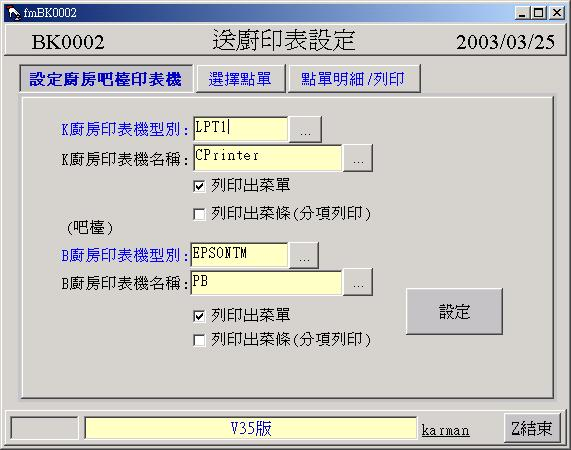 fmBK0002
BK0002 送廚印表設定 2003/03/25
設定廚房吧檯印表機 選擇點單 點單明細/列印
K廚房印表機型別: LPT1 ...
K廚房印表機名稱: CPrinter ...
列印出菜單
列印出菜條(分項列印)
(吧檯)
B廚房印表機型別: EPSONTM ...
B廚房印表機名稱: PB ...
列印出菜單
設定
列印出菜條(分項列印)
V35版 karman Z結束